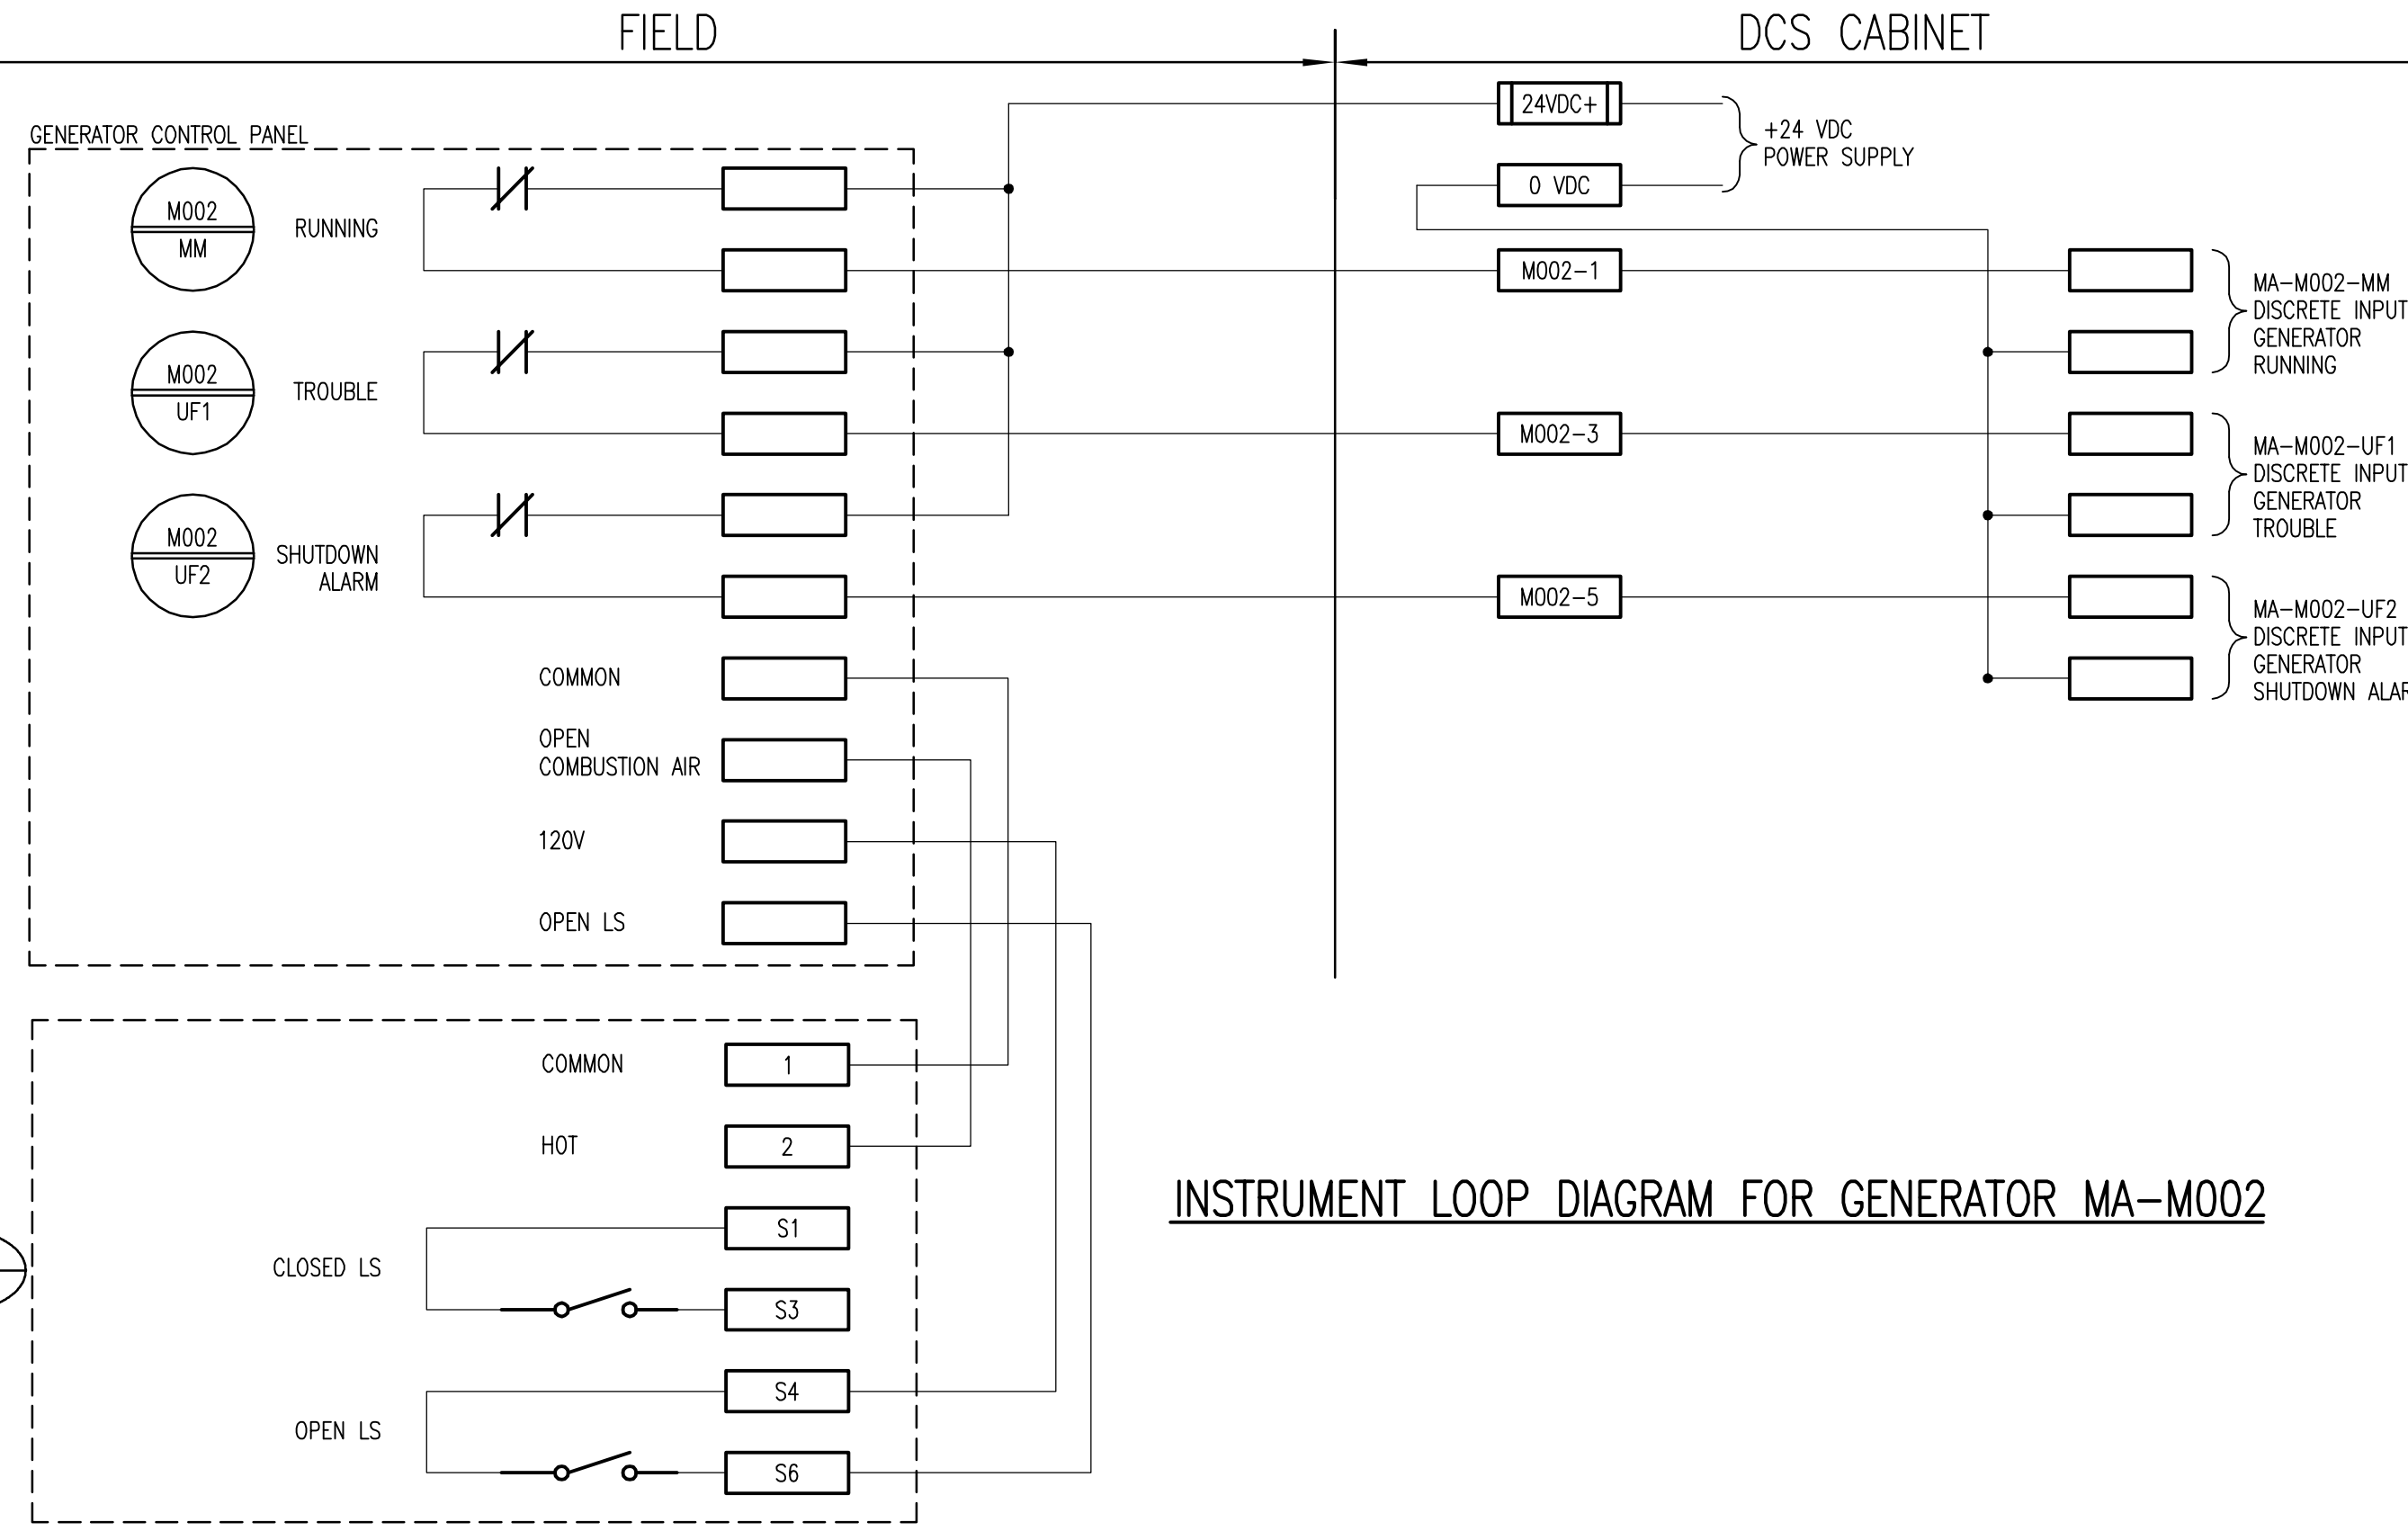 FIELD
DCS CABINET
24VDC+
+24 VDC
POWER SUPPLY
0 VDC
GENERATOR CONTROL PANEL
M002
MM
RUNNING
M002-1
MA-M002-MM
DISCRETE INPUT
GENERATOR
RUNNING
M002
UF1
TROUBLE
M002-3
MA-M002-UF1
DISCRETE INPUT
GENERATOR
TROUBLE
M002
UF2
SHUTDOWN
ALARM
M002-5
MA-M002-UF2
DISCRETE INPUT
GENERATOR
SHUTDOWN
COMMON
OPEN
COMBUSTION AIR
120V
OPEN LS
COMMON
1
HOT
2
CLOSED LS
S1
S3
OPEN LS
S4
S6
INSTRUMENT LOOP DIAGRAM FOR GENERATOR MA-M002